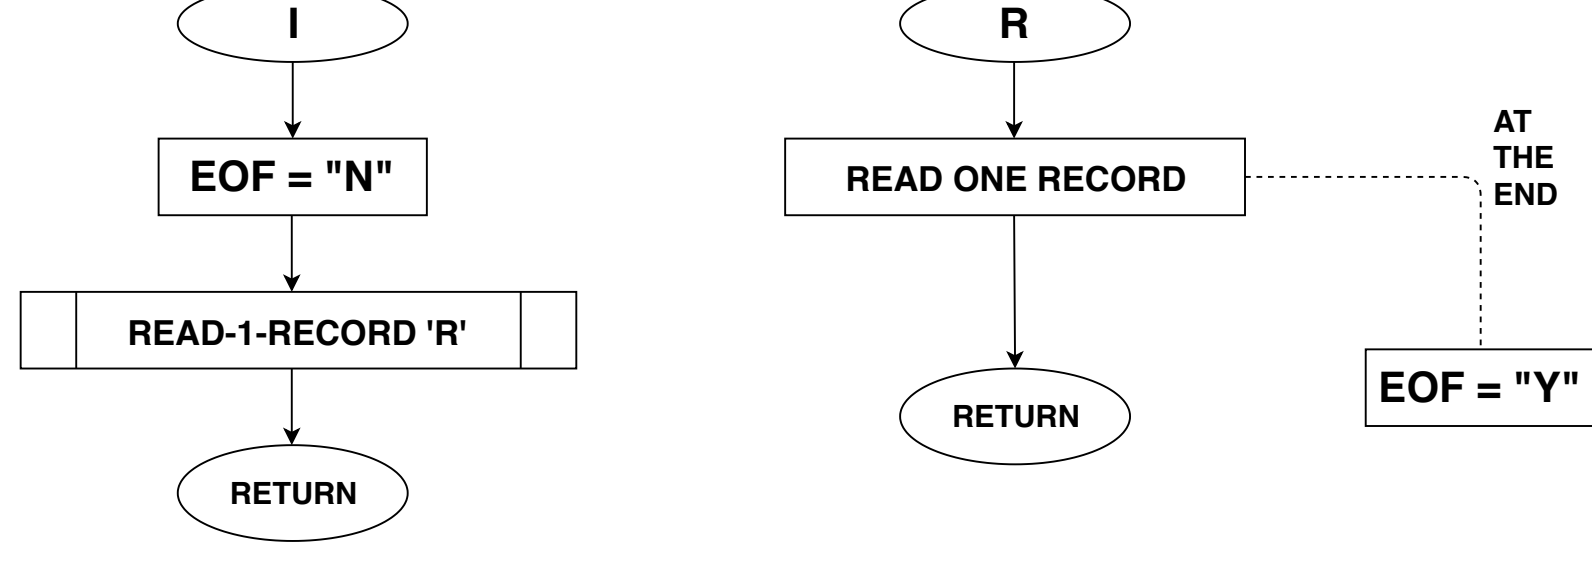 I
EOF = "N"
READ-1-RECORD 'R'
RETURN
R
READ ONE RECORD
AT
THE
END
RETURN
EOF = "Y"